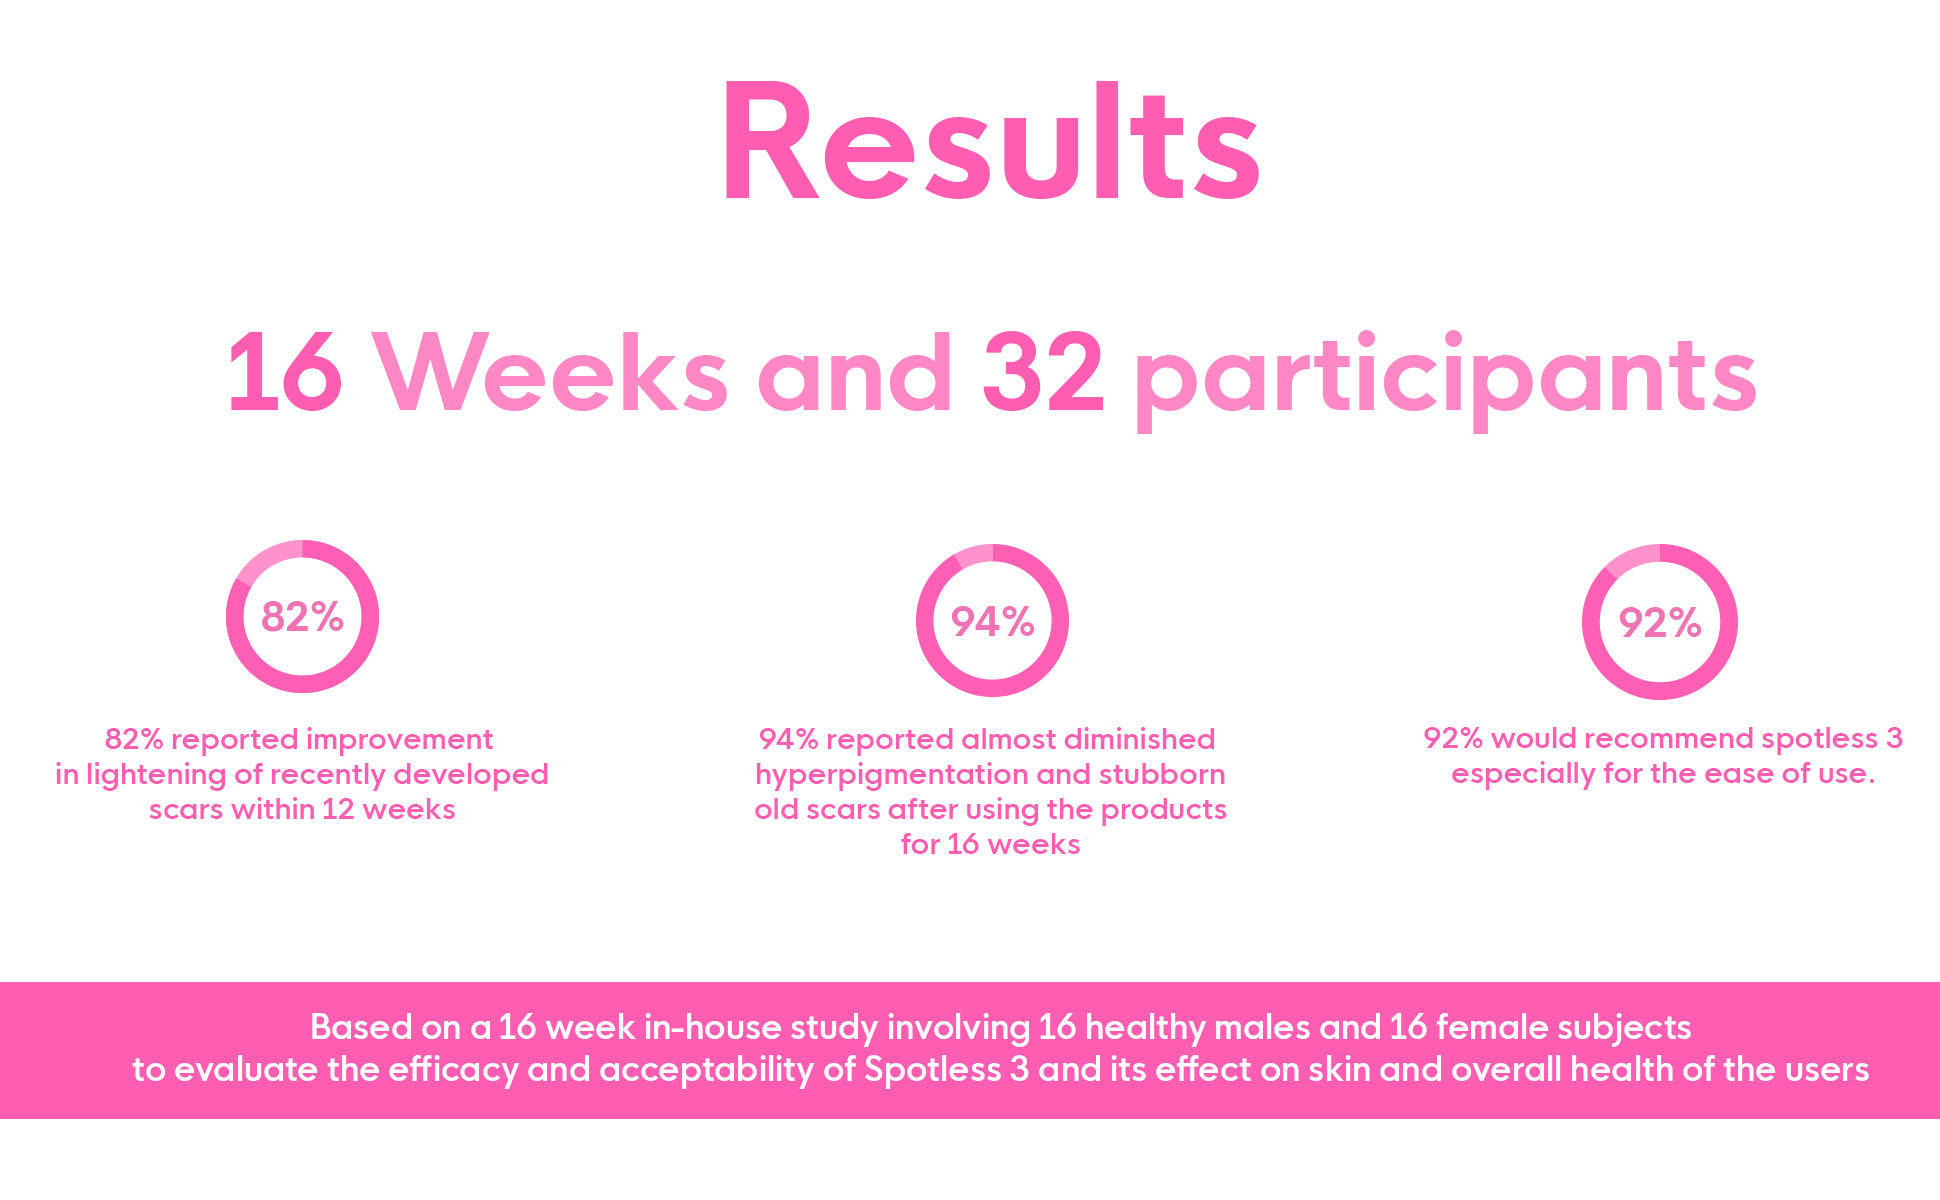 Results
16 Weeks and 32 participants
82%
82% reported improvement
in lightening of recently developed
scars within 12 weeks
94%
94% reported almost diminished
hyperpigmentation and stubborn
old scars after using the products
for 16 weeks
92%
92% would recommend spotless 3
especially for the ease of use.
Based on a 16 week in-house study involving 16 healthy males and 16 female subjects
to evaluate the efficacy and acceptability of Spotless 3 and its effect on skin and overall health of the users